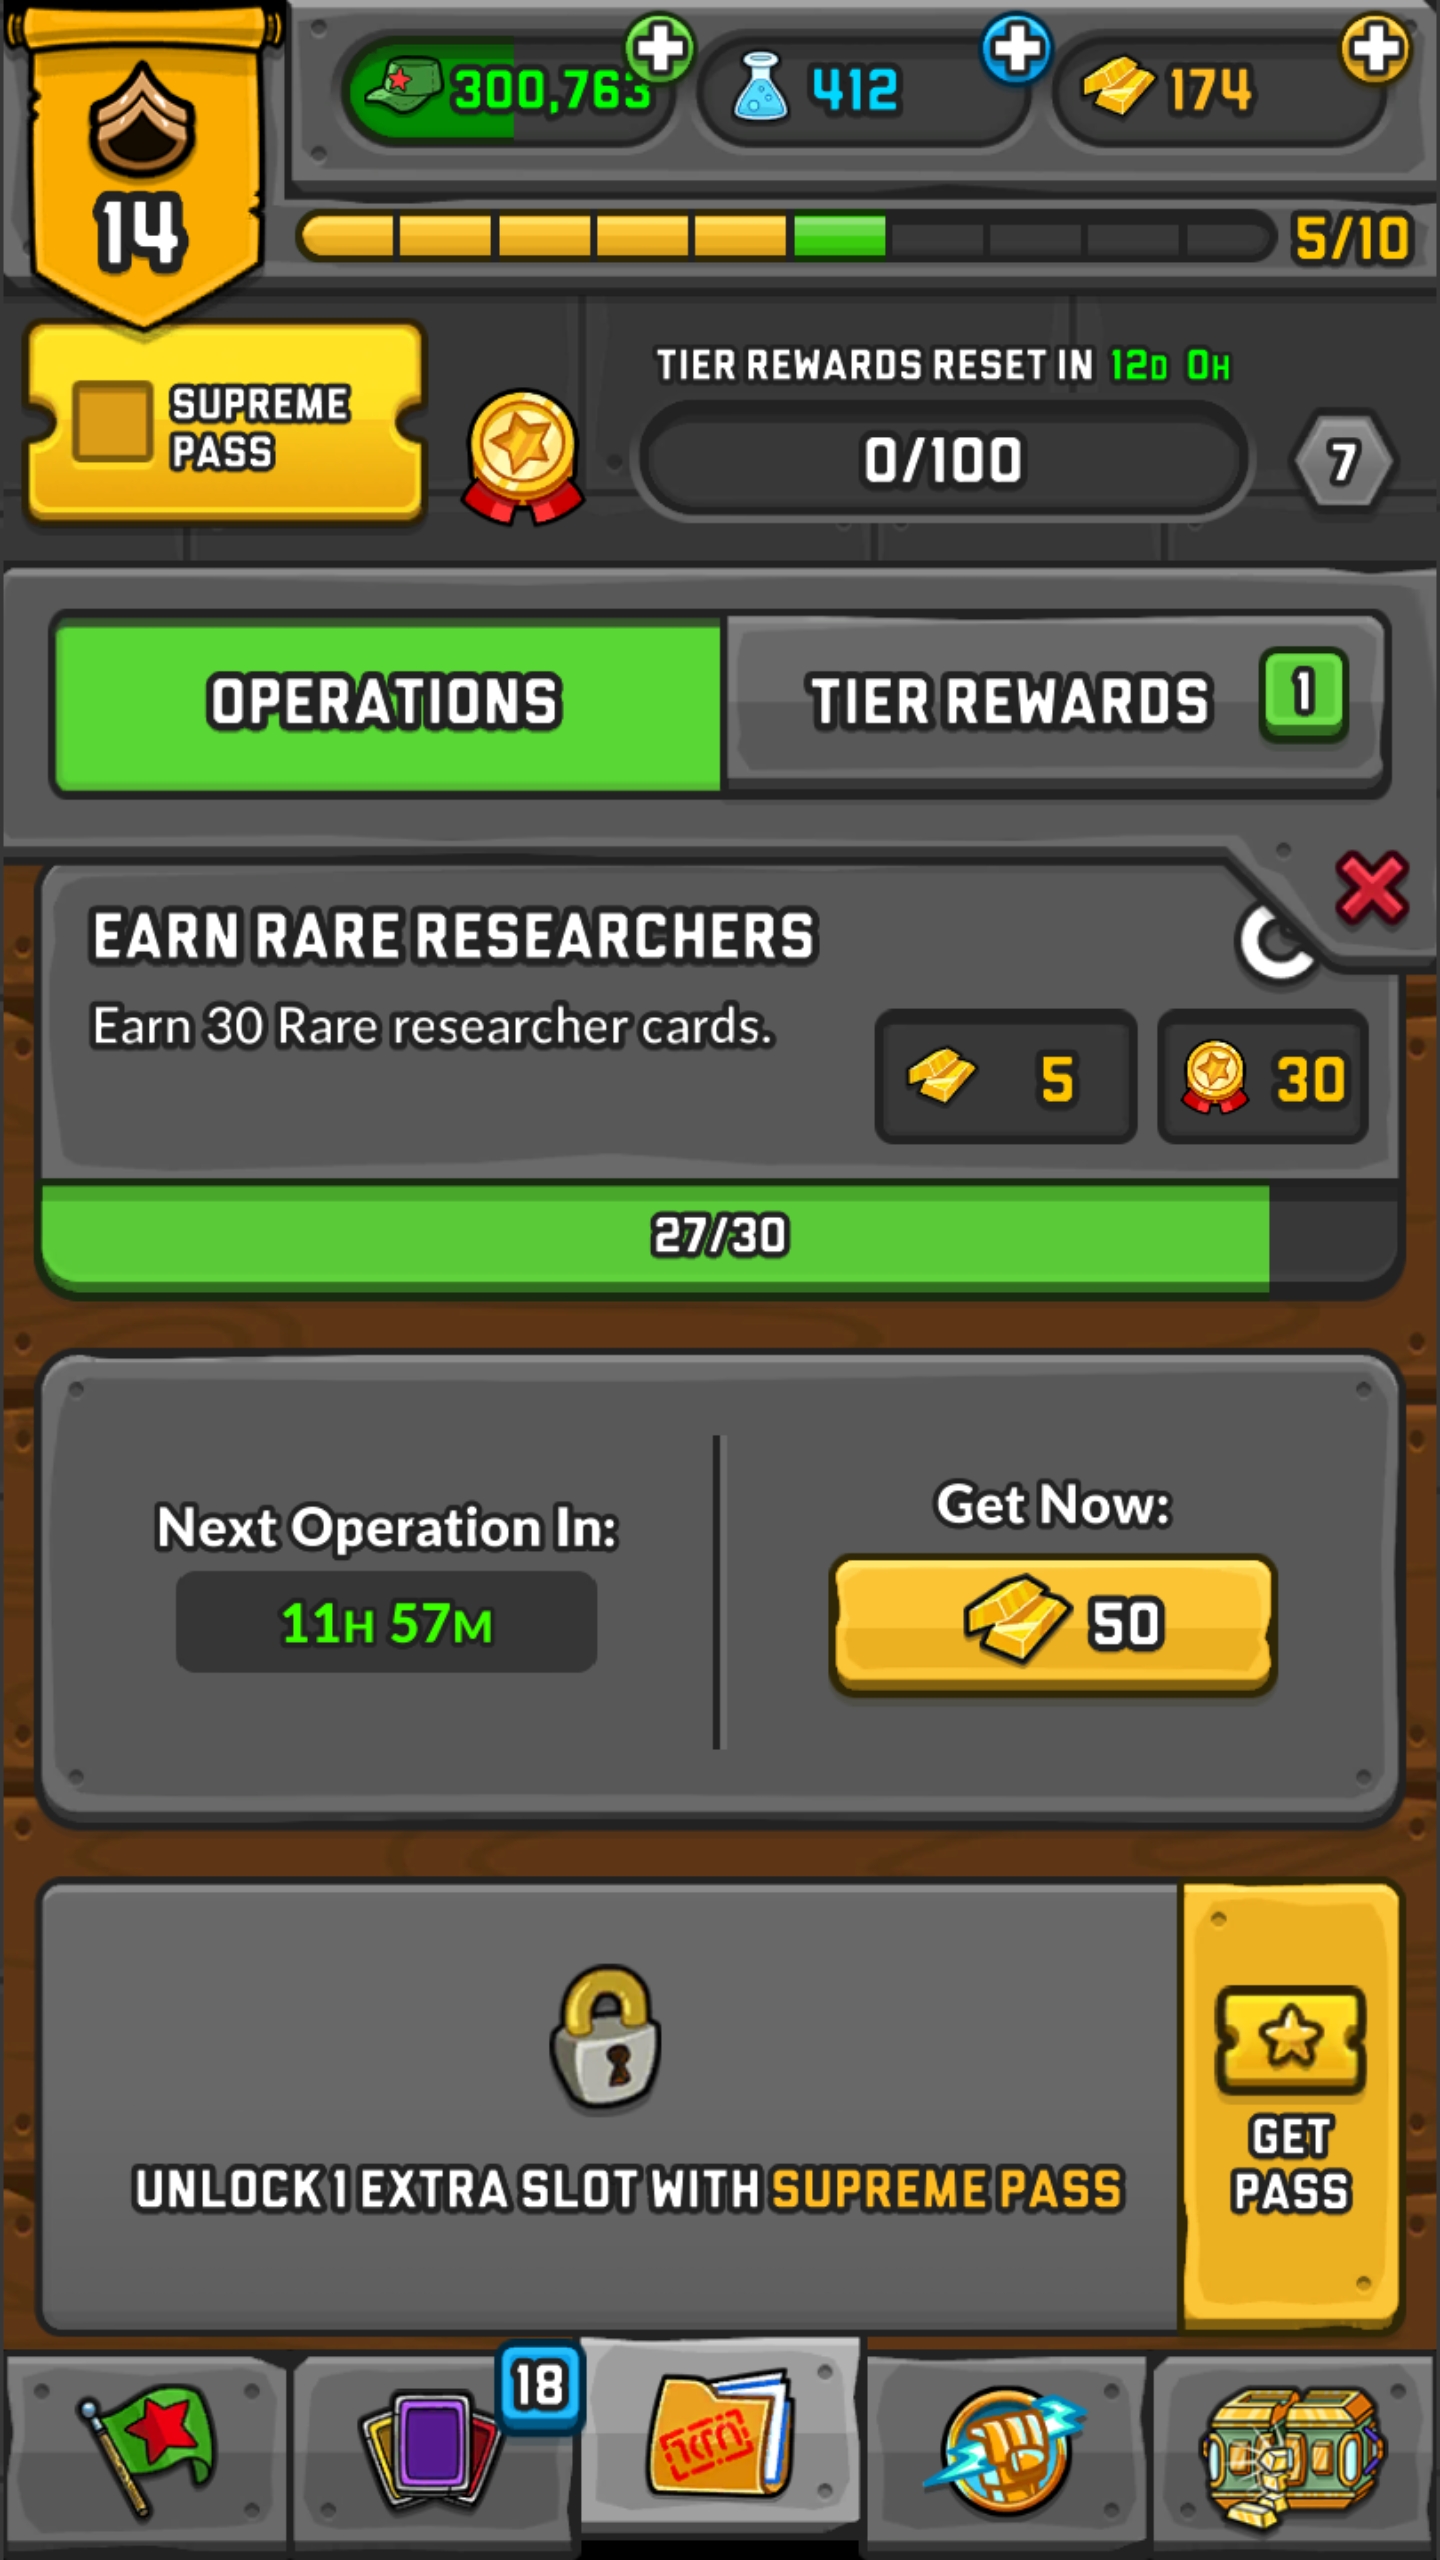 300,763
412
174
14
5/10
SUPREME
PASS
TIER REWARDS RESET IN 12D 0H
0/100
7
OPERATIONS
TIER REWARDS
1
EARN RARE RESEARCHERS
Earn 30 Rare researcher cards.
5
30
27/30
Next Operation In:
11H 57M
Get Now:
50
UNLOCK 1 EXTRA SLOT WITH SUPREME PASS
GET
PASS
18